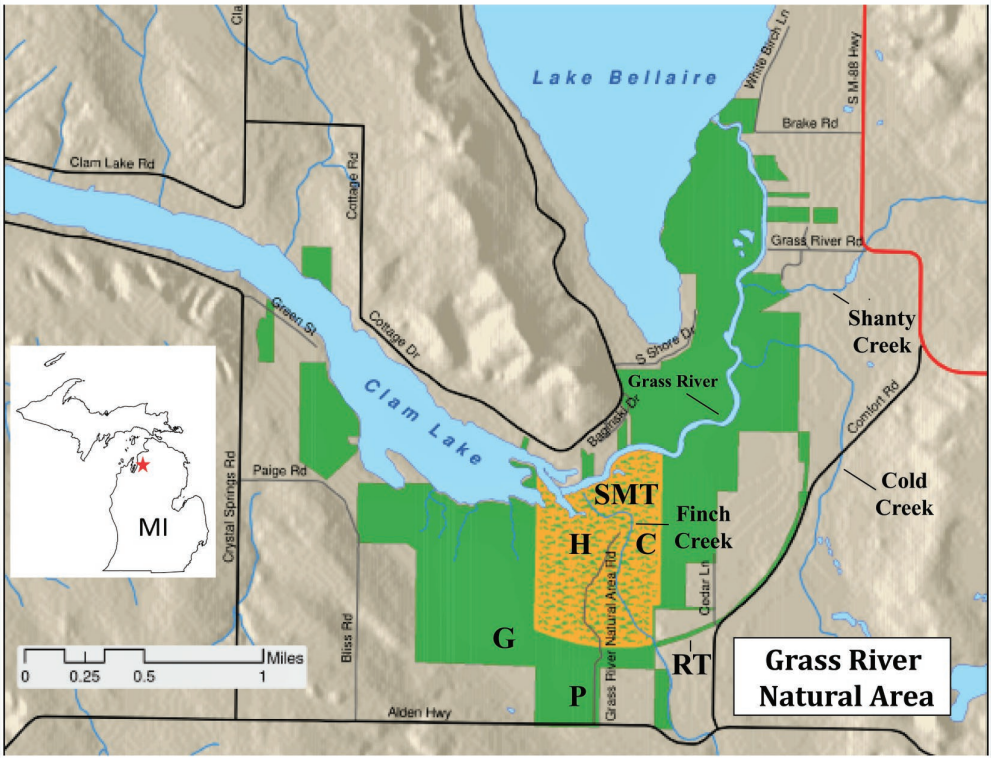 Cla
Lake Bellaire
White Birch Ln
S M-88 Hwy
Brake Rd
Clam Lake Rd
Cottage Rd
Grass River Rd
Shanty
Creek
Green St
Cottage Dr
S Shore Dr
Grass River
Clam Lake
Baginski Dr
Comfort Rd
Cold
Creek
Paige Rd
Crystal Springs Rd
MI
SMT
Finch
Creek
H
C
Cedar Ln
Grass River Natural Area Rd
Bliss Rd
G
RT
P
Miles
0 0.25 0.5 1
Alden Hwy
Grass River
Natural Area